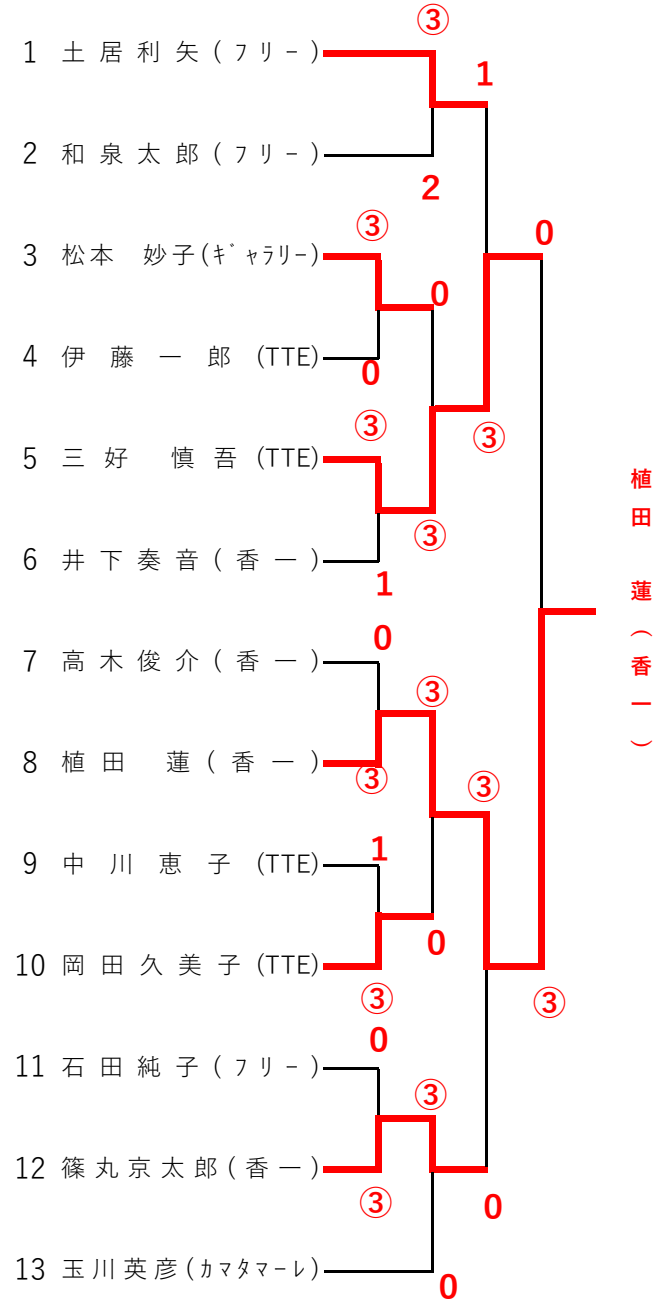 ③
1 土居利矢(フリー)
1
2 和泉太郎(フリー)
2
③
0
3 松本 妙子(ギャラリー)
0
4 伊藤一郎(TTE)
0
③
③
5 三好 慎吾(TTE)
③
6 井下奏音(香一)
1
0
7 高木俊介(香一)
③
8 植田 蓮(香一)
③
③
1
9 中川恵子(TTE)
0
10 岡田久美子(TTE)
③
③
0
11 石田純子(フリー)
③
12 篠丸京太郎(香一)
③
0
13 玉川英彦(カマタマーレ)
0
植田 蓮(香一)